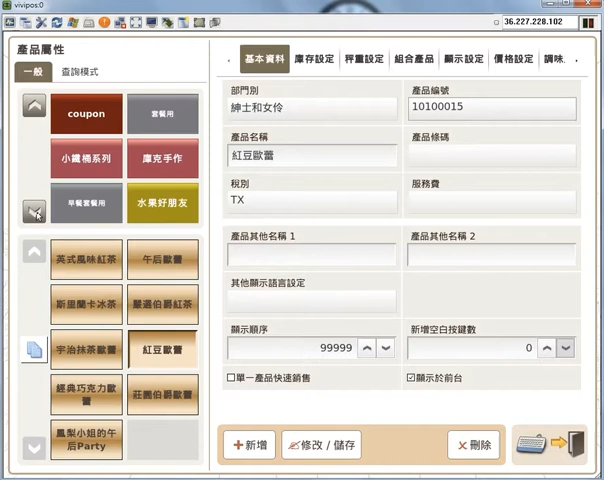 vivipos:0
36.227.228.102
產品屬性
一般
查詢模式
coupon
套餐用
小鐵桶系列
庫克手作
早餐套餐用
水果好朋友
英式風味紅茶
午后歐蕾
斯里蘭卡冰茶
嚴選伯爵紅茶
宇治抹茶歐蕾
紅豆歐蕾
經典巧克力歐
蕾
莊園伯爵歐蕾
鳳梨小姐的午
后Party
基本資料
庫存設定
秤重設定
組合產品
顯示設定
價格設定
調味.
部門別
紳士和女伶
產品編號
10100015
產品名稱
紅豆歐蕾
產品條碼
稅別
TX
服務費
產品其他名稱 1
產品其他名稱 2
其他顯示語言設定
顯示順序
99999
新增空白按鍵數
0
單一產品快速銷售
顯示於前台
+新增
修改 / 儲存
X刪除